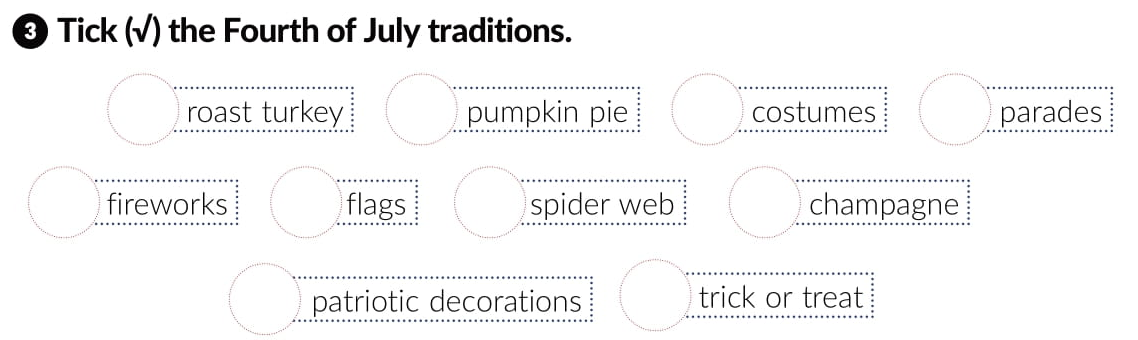 3 Tick (√) the Fourth of July traditions.
roast turkey pumpkin pie costumes parades
fireworks flags spider web champagne
patriotic decorations trick or treat